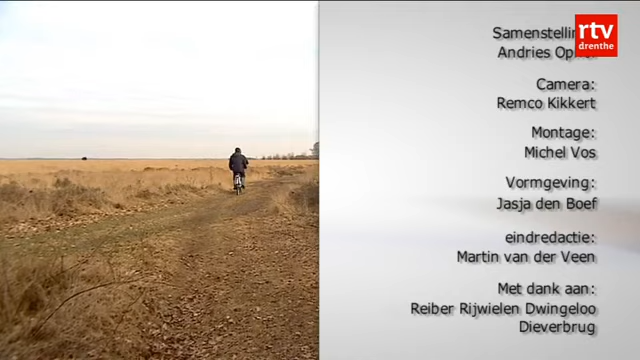 Samenstelling
rtv
drenthe
Andries
Camera:
Remco Kikkert
Montage:
Michel Vos
Vormgeving:
Jasja den Boef
eindredactie:
Martin van der Veen
Met dank aan:
Reiber Rijwielen Dwingeloo
Dieverbrug